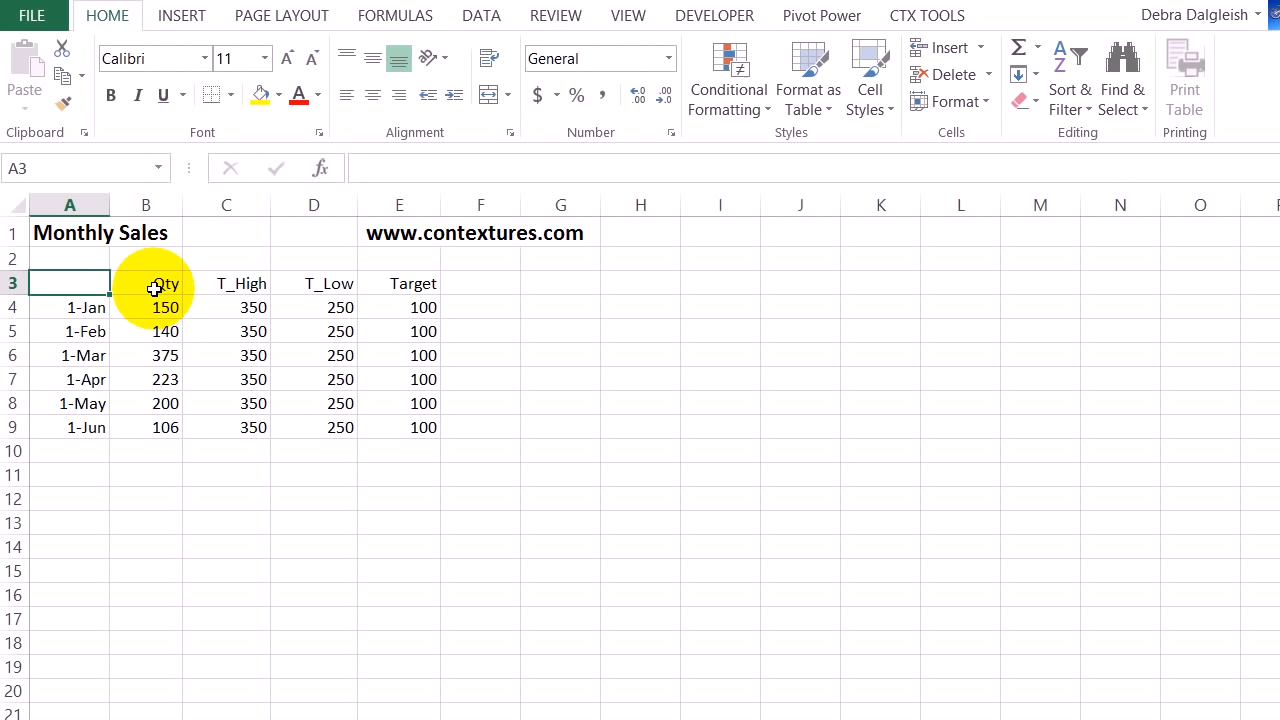 FILE HOME INSERT PAGE LAYOUT FORMULAS DATA REVIEW VIEW DEVELOPER Pivot Power CTX TOOLS Debra Dalgleish
Paste
Clipboard
Calibri 11
B I U A
Font
Alignment
General
$ % ,
Number
Conditional Formatting
Format as Table
Cell Styles
Styles
Insert
Delete
Format
Cells
Sort & Filter
Find & Select
Editing
Print Table
Printing
A3 fx
A B C D E F G H I J K L M N O P
1 Monthly Sales www.contextures.com
2
3 Qty T_High T_Low Target
4 1-Jan 150 350 250 100
5 1-Feb 140 350 250 100
6 1-Mar 375 350 250 100
7 1-Apr 223 350 250 100
8 1-May 200 350 250 100
9 1-Jun 106 350 250 100
10
11
12
13
14
15
16
17
18
19
20
21